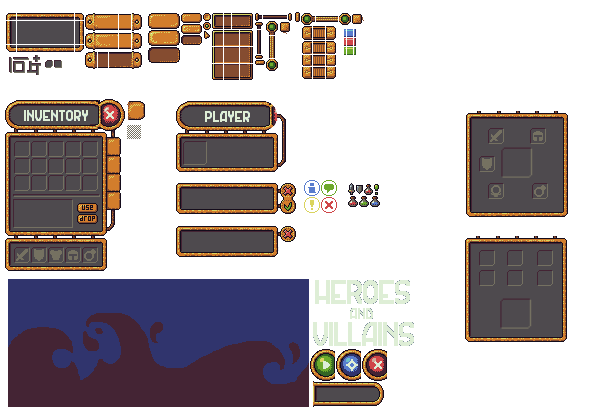 INVENTORY
PLAYER
use
drop
HEROES
AND
VILLAINS